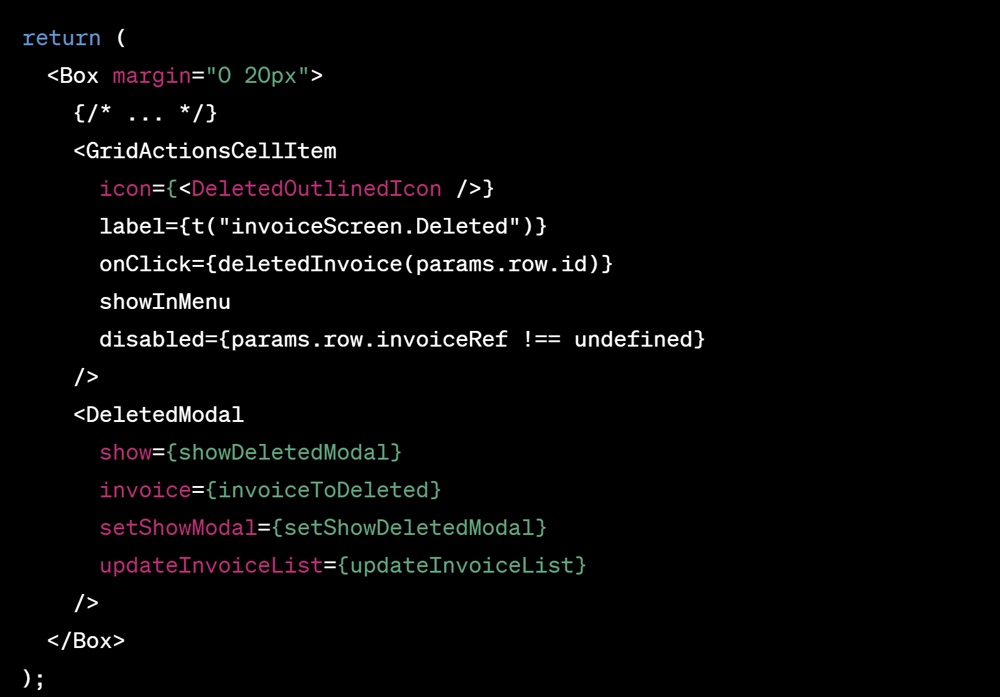 return (
<Box margin="0 20px">
{/* ... */}
<GridActionsCellItem
icon={<DeletedOutlinedIcon />}
label={t("invoiceScreen.Deleted")}
onClick={deletedInvoice(params.row.id)}
showInMenu
disabled={params.row.invoiceRef !== undefined}
/>
<DeletedModal
show={showDeletedModal}
invoice={invoiceToDeleted}
setShowModal={setShowDeletedModal}
updateInvoiceList={updateInvoiceList}
/>
</Box>
);